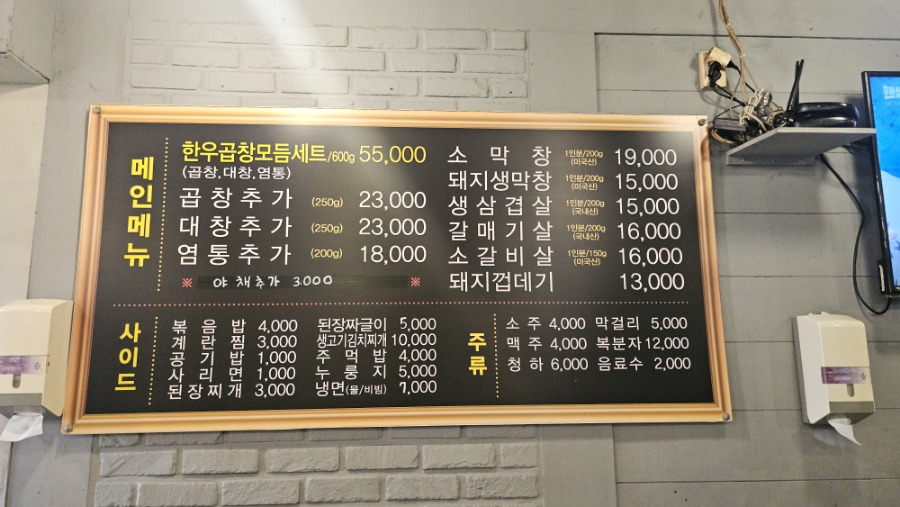 메인메뉴
한우곱창모듬세트/600g 55,000
(곱창,대창,염통)
곱창추가 (250g) 23,000
대창추가 (250g) 23,000
염통추가 (200g) 18,000
※ 야채추가 3.000 ※
소막창 1인분/200g (미국산) 19,000
돼지생막창 1인분/200g (미국산) 15,000
생삼겹살 1인분/200g (국내산) 15,000
갈매기살 1인분/200g (국내산) 16,000
소갈비살 1인분/150g (미국산) 16,000
돼지껍데기 13,000
사이드
볶음밥 4,000
계란찜 3,000
공기밥 1,000
사리면 1,000
된장찌개 3,000
된장짜글이 5,000
생고기김치찌개 10,000
주먹밥 4,000
누룽지 5,000
냉면(물/비빔) 7,000
주류
소주 4,000 막걸리 5,000
맥주 4,000 복분자 12,000
청하 6,000 음료수 2,000